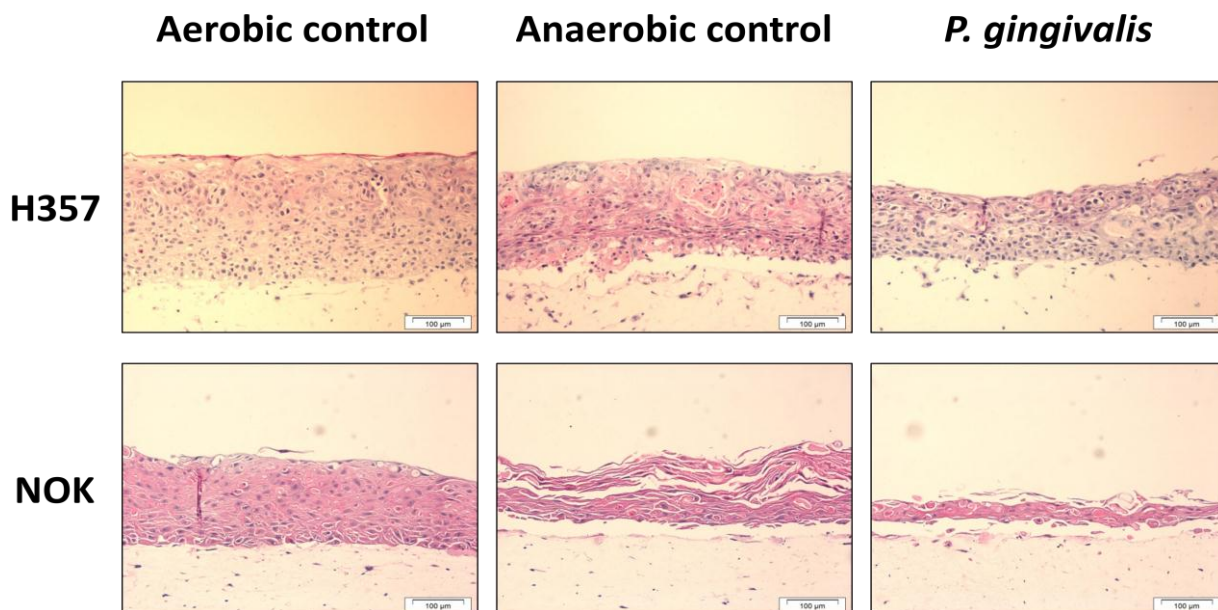 Aerobic control Anaerobic control P. gingivalis
H357
100 µm 100 µm 100 µm
NOK
100 µm 100 µm 100 µm